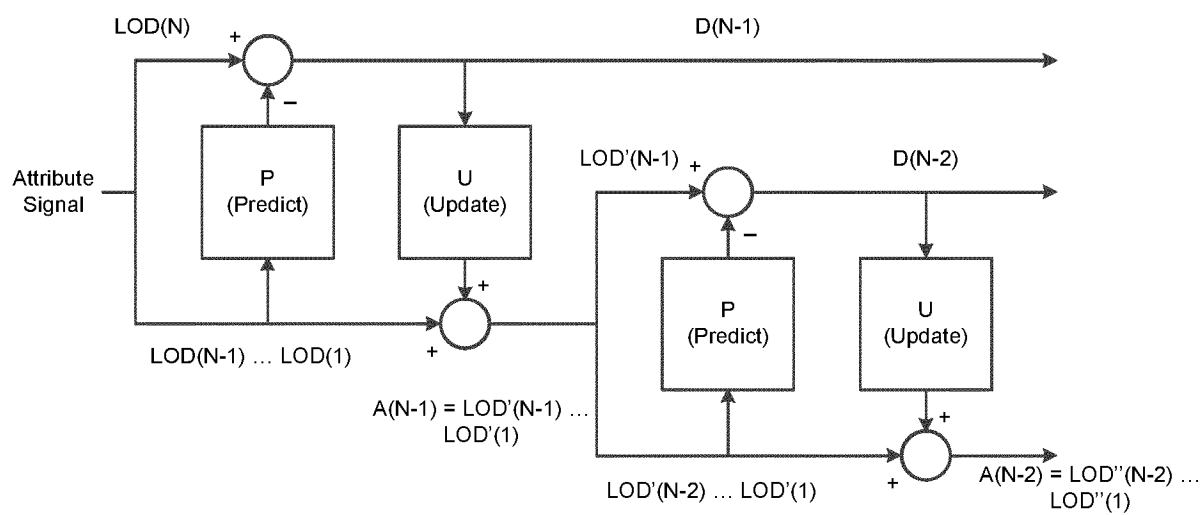 LOD(N)
D(N-1)
+
−
P
(Predict)
U
(Update)
Attribute
Signal
LOD'(N-1)
+
D(N-2)
−
+
+
LOD(N-1) ... LOD(1)
P
(Predict)
U
(Update)
A(N-1) = LOD'(N-1) ...
LOD'(1)
+
+
LOD'(N-2) ... LOD'(1)
A(N-2) = LOD''(N-2) ...
LOD''(1)